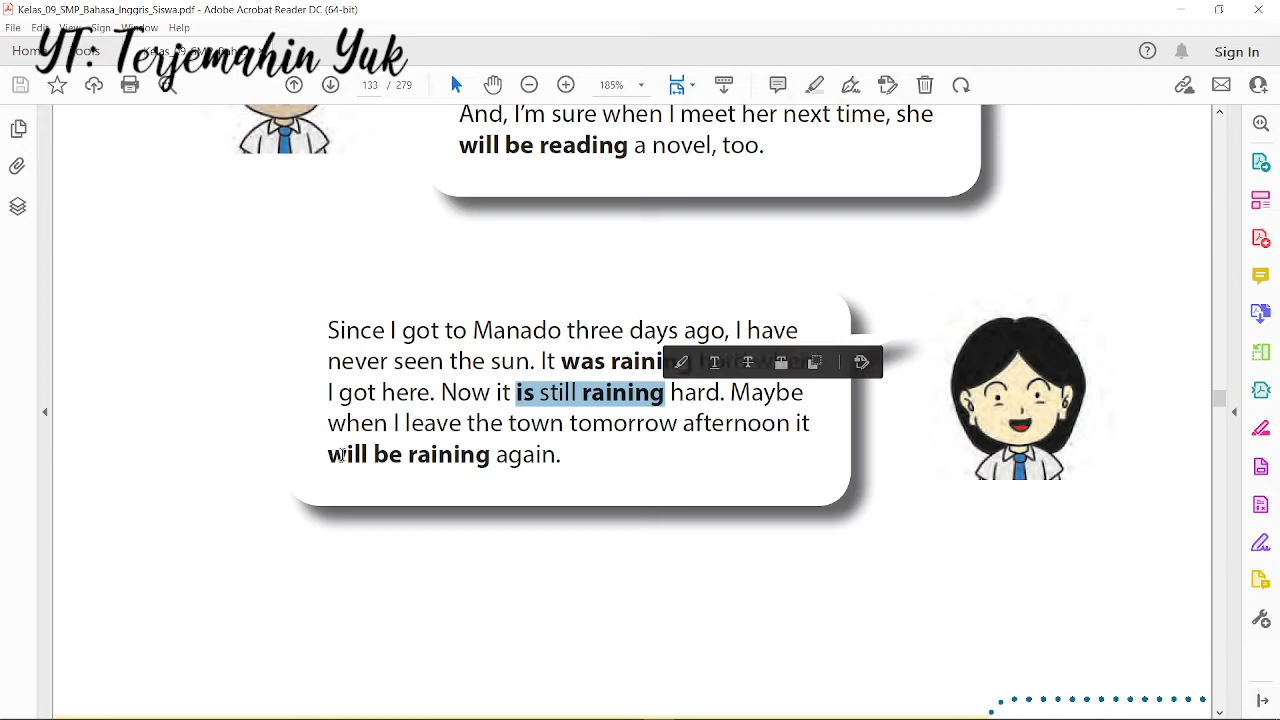 Kelas_09_SMP_Bahasa_Inggris_Siswa.pdf - Adobe Acrobat Reader DC (64-bit)
File Edit View Sign Window Help
YT: Terjemahin Yuk
Sign In
133 / 279
185%
And, I'm sure when I meet her next time, she
will be reading a novel, too.
Since I got to Manado three days ago, I have
never seen the sun. It was raining
I got here. Now it is still raining hard. Maybe
when I leave the town tomorrow afternoon it
will be raining again.